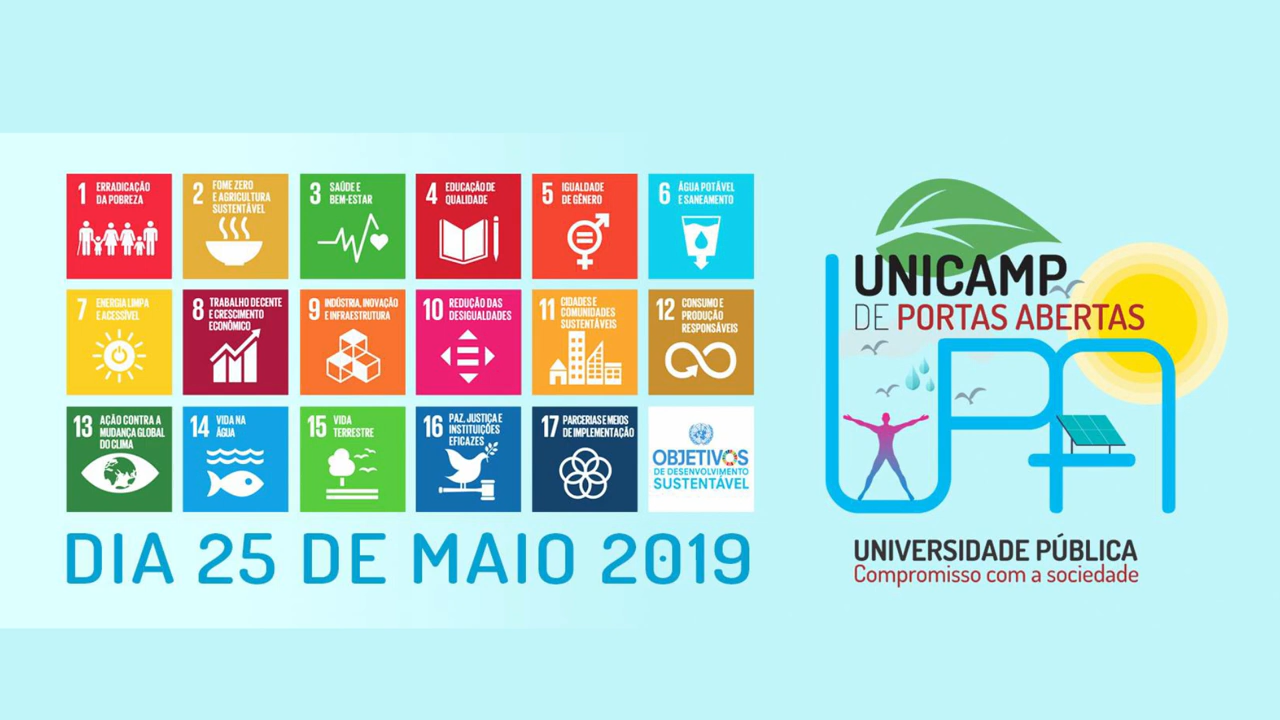 1 ERRADICAÇÃO
DA POBREZA
2 FOME ZERO
E AGRICULTURA
SUSTENTÁVEL
3 SAÚDE E
BEM-ESTAR
4 EDUCAÇÃO DE
QUALIDADE
5 IGUALDADE
DE GÊNERO
6 ÁGUA POTÁVEL
E SANEAMENTO
7 ENERGIA LIMPA
E ACESSÍVEL
8 TRABALHO DECENTE
E CRESCIMENTO
ECONÔMICO
9 INDÚSTRIA, INOVAÇÃO
E INFRAESTRUTURA
10 REDUÇÃO DAS
DESIGUALDADES
11 CIDADES E
COMUNIDADES
SUSTENTÁVEIS
12 CONSUMO E
PRODUÇÃO
RESPONSÁVEIS
13 AÇÃO CONTRA A
MUDANÇA GLOBAL
DO CLIMA
14 VIDA NA
ÁGUA
15 VIDA
TERRESTRE
16 PAZ, JUSTIÇA E
INSTITUIÇÕES
EFICAZES
17 PARCERIAS E MEIOS
DE IMPLEMENTAÇÃO
OBJETIVOS
DE DESENVOLVIMENTO
SUSTENTÁVEL
DIA 25 DE MAIO 2019
UNICAMP
DE PORTAS ABERTAS
UPA
UNIVERSIDADE PÚBLICA
Compromisso com a sociedade